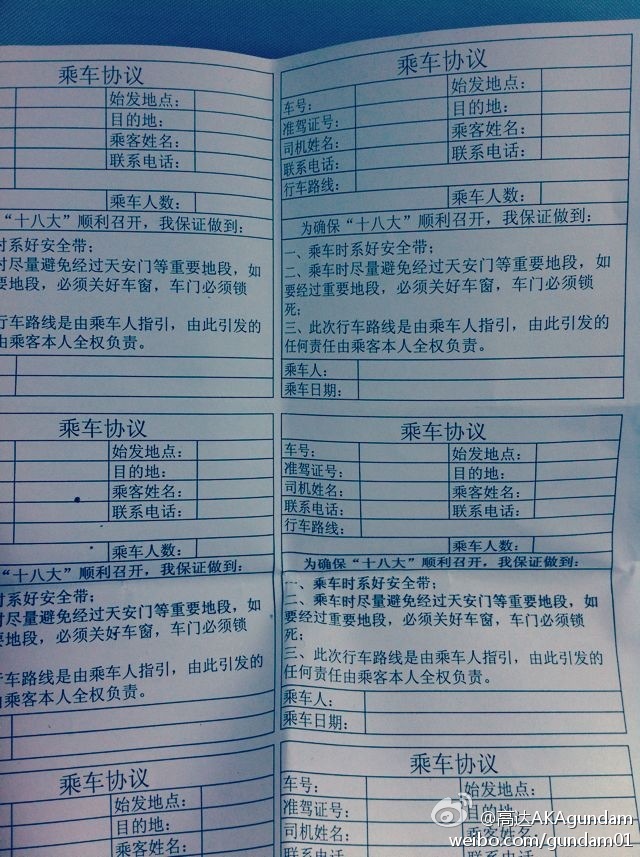 乘车协议
始发地点：
目的地：
乘客姓名：
联系电话：
乘车人数：
“十八大”顺利召开，我保证做到：
时系好安全带；
时尽量避免经过天安门等重要地段，如
要地段，必须关好车窗，车门必须锁
行车路线是由乘车人指引，由此引发的
由乘客本人全权负责。
乘车协议
车号：
始发地点：
准驾证号：
目的地：
司机姓名：
乘客姓名：
联系电话：
联系电话：
行车路线：
乘车人数：
为确保“十八大”顺利召开，我保证做到：
一、乘车时系好安全带；
二、乘车时尽量避免经过天安门等重要地段，如
要经过重要地段，必须关好车窗，车门必须锁
死；
三、此次行车路线是由乘车人指引，由此引发的
任何责任由乘客本人全权负责。
乘车人：
乘车日期：
乘车协议
始发地点：
目的地：
乘客姓名：
联系电话：
乘车人数：
“十八大”顺利召开，我保证做到：
时系好安全带；
时尽量避免经过天安门等重要地段，如
要地段，必须关好车窗，车门必须锁
行车路线是由乘车人指引，由此引发的
由乘客本人全权负责。
乘车协议
车号：
始发地点：
准驾证号：
目的地：
司机姓名：
乘客姓名：
联系电话：
联系电话：
行车路线：
乘车人数：
为确保“十八大”顺利召开，我保证做到：
一、乘车时系好安全带；
二、乘车时尽量避免经过天安门等重要地段，如
要经过重要地段，必须关好车窗，车门必须锁
死；
三、此次行车路线是由乘车人指引，由此引发的
任何责任由乘客本人全权负责。
乘车人：
乘车日期：
乘车协议
始发地点：
目的地：
乘客姓名：
乘车协议
车号：
始发地点：
准驾证号：
目的地：
司机姓名：
乘客姓名：
联系电话：
@高达AKAgundam
weibo.com/gundam01